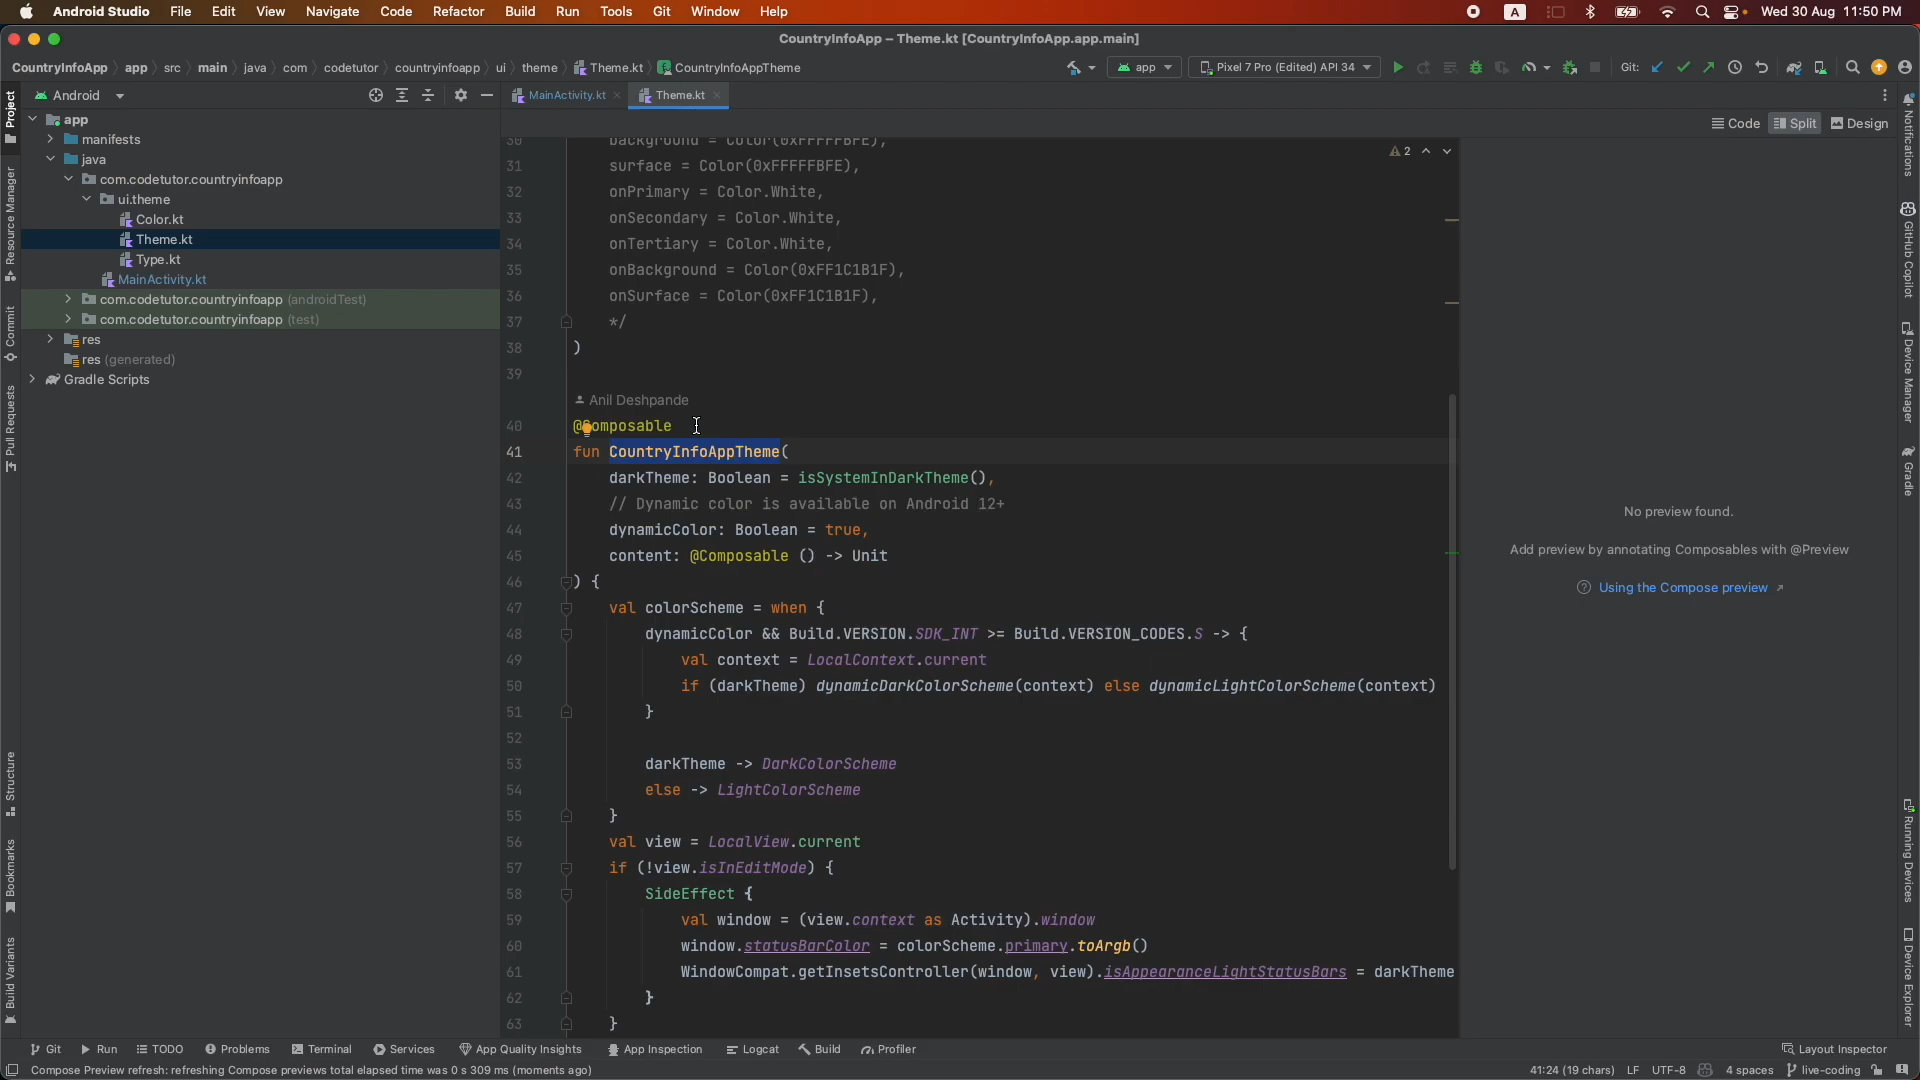 Android Studio File Edit View Navigate Code Refactor Build Run Tools Git Window Help A Wed 30 Aug 11:50 PM
CountryInfoApp – Theme.kt [CountryInfoApp.app.main]
CountryInfoApp app src main java com codetutor countryinfoapp ui theme Theme.kt CountryInfoAppTheme app Pixel 7 Pro (Edited) API 34 Git:
Android MainActivity.kt Theme.kt
Code Split Design
2
app
manifests
java
com.codetutor.countryinfoapp
ui.theme
Color.kt
Theme.kt
Type.kt
MainActivity.kt
com.codetutor.countryinfoapp (androidTest)
com.codetutor.countryinfoapp (test)
res
res (generated)
Gradle Scripts
Project
Resource Manager
Commit
Pull Requests
Structure
Bookmarks
Build Variants
30 background = Color(0xFFFFFBFE),
31 surface = Color(0xFFFFFBFE),
32 onPrimary = Color.White,
33 onSecondary = Color.White,
34 onTertiary = Color.White,
35 onBackground = Color(0xFF1C1B1F),
36 onSurface = Color(0xFF1C1B1F),
37 */
38 )
39
Anil Deshpande
40 @Composable
41 fun CountryInfoAppTheme(
42 darkTheme: Boolean = isSystemInDarkTheme(),
43 // Dynamic color is available on Android 12+
44 dynamicColor: Boolean = true,
45 content: @Composable () -> Unit
46 ) {
47 val colorScheme = when {
48 dynamicColor && Build.VERSION.SDK_INT >= Build.VERSION_CODES.S -> {
49 val context = LocalContext.current
50 if (darkTheme) dynamicDarkColorScheme(context) else dynamicLightColorScheme(context)
51 }
52
53 darkTheme -> DarkColorScheme
54 else -> LightColorScheme
55 }
56 val view = LocalView.current
57 if (!view.isInEditMode) {
58 SideEffect {
59 val window = (view.context as Activity).window
60 window.statusBarColor = colorScheme.primary.toArgb()
61 WindowCompat.getInsetsController(window, view).isAppearanceLightStatusBars = darkTheme
62 }
63 }
No preview found.
Add preview by annotating Composables with @Preview
? Using the Compose preview ↗
Notifications
GitHub Copilot
Device Manager
Gradle
Running Devices
Device Explorer
Git Run TODO Problems Terminal Services App Quality Insights App Inspection Logcat Build Profiler Layout Inspector
Compose Preview refresh: refreshing Compose previews total elapsed time was 0 s 309 ms (moments ago) 41:24 (19 chars) LF UTF-8 4 spaces live-coding